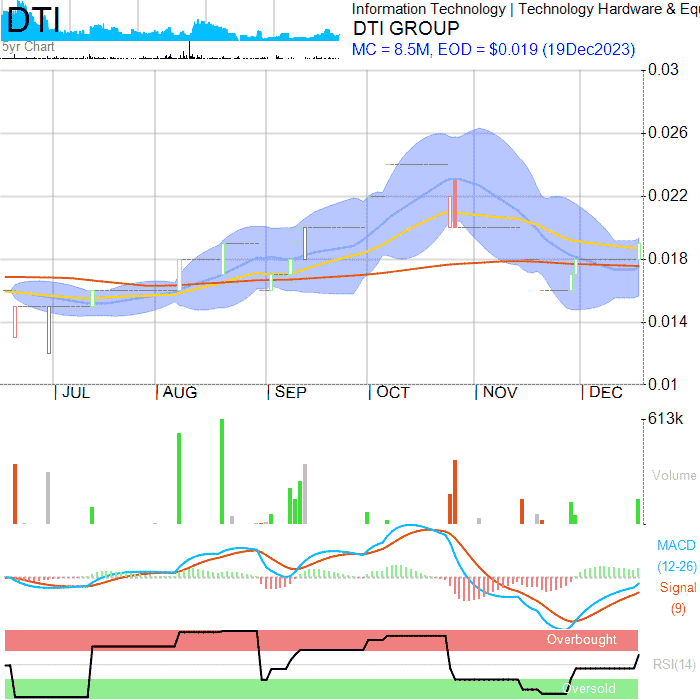 DTI
5yr Chart
Information Technology | Technology Hardware & Equ
DTI GROUP
MC = 8.5M, EOD = $0.019 (19Dec2023)
0.03
0.026
0.022
0.018
0.014
0.01
JUL
AUG
SEP
OCT
NOV
DEC
613k
Volume
MACD
(12-26)
Signal
(9)
Overbought
RSI(14)
Oversold